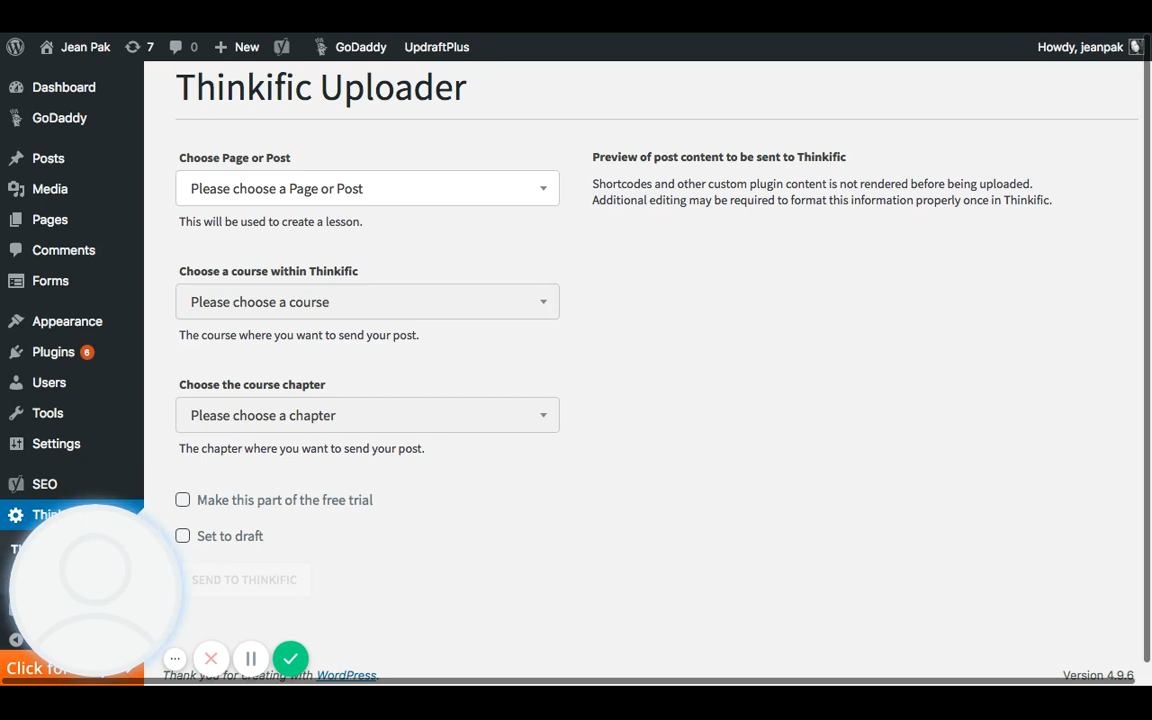 Jean Pak 7 0 New GoDaddy UpdraftPlus Howdy, jeanpak
Dashboard
GoDaddy
Posts
Media
Pages
Comments
Forms
Appearance
Plugins 6
Users
Tools
Settings
SEO
Thinkific Uploader
Choose Page or Post
Please choose a Page or Post
This will be used to create a lesson.
Choose a course within Thinkific
Please choose a course
The course where you want to send your post.
Choose the course chapter
Please choose a chapter
The chapter where you want to send your post.
Make this part of the free trial
Set to draft
SEND TO THINKIFIC
Preview of post content to be sent to Thinkific
Shortcodes and other custom plugin content is not rendered before being uploaded.
Additional editing may be required to format this information properly once in Thinkific.
Click
Thank you for creating with WordPress.
Version 4.9.6